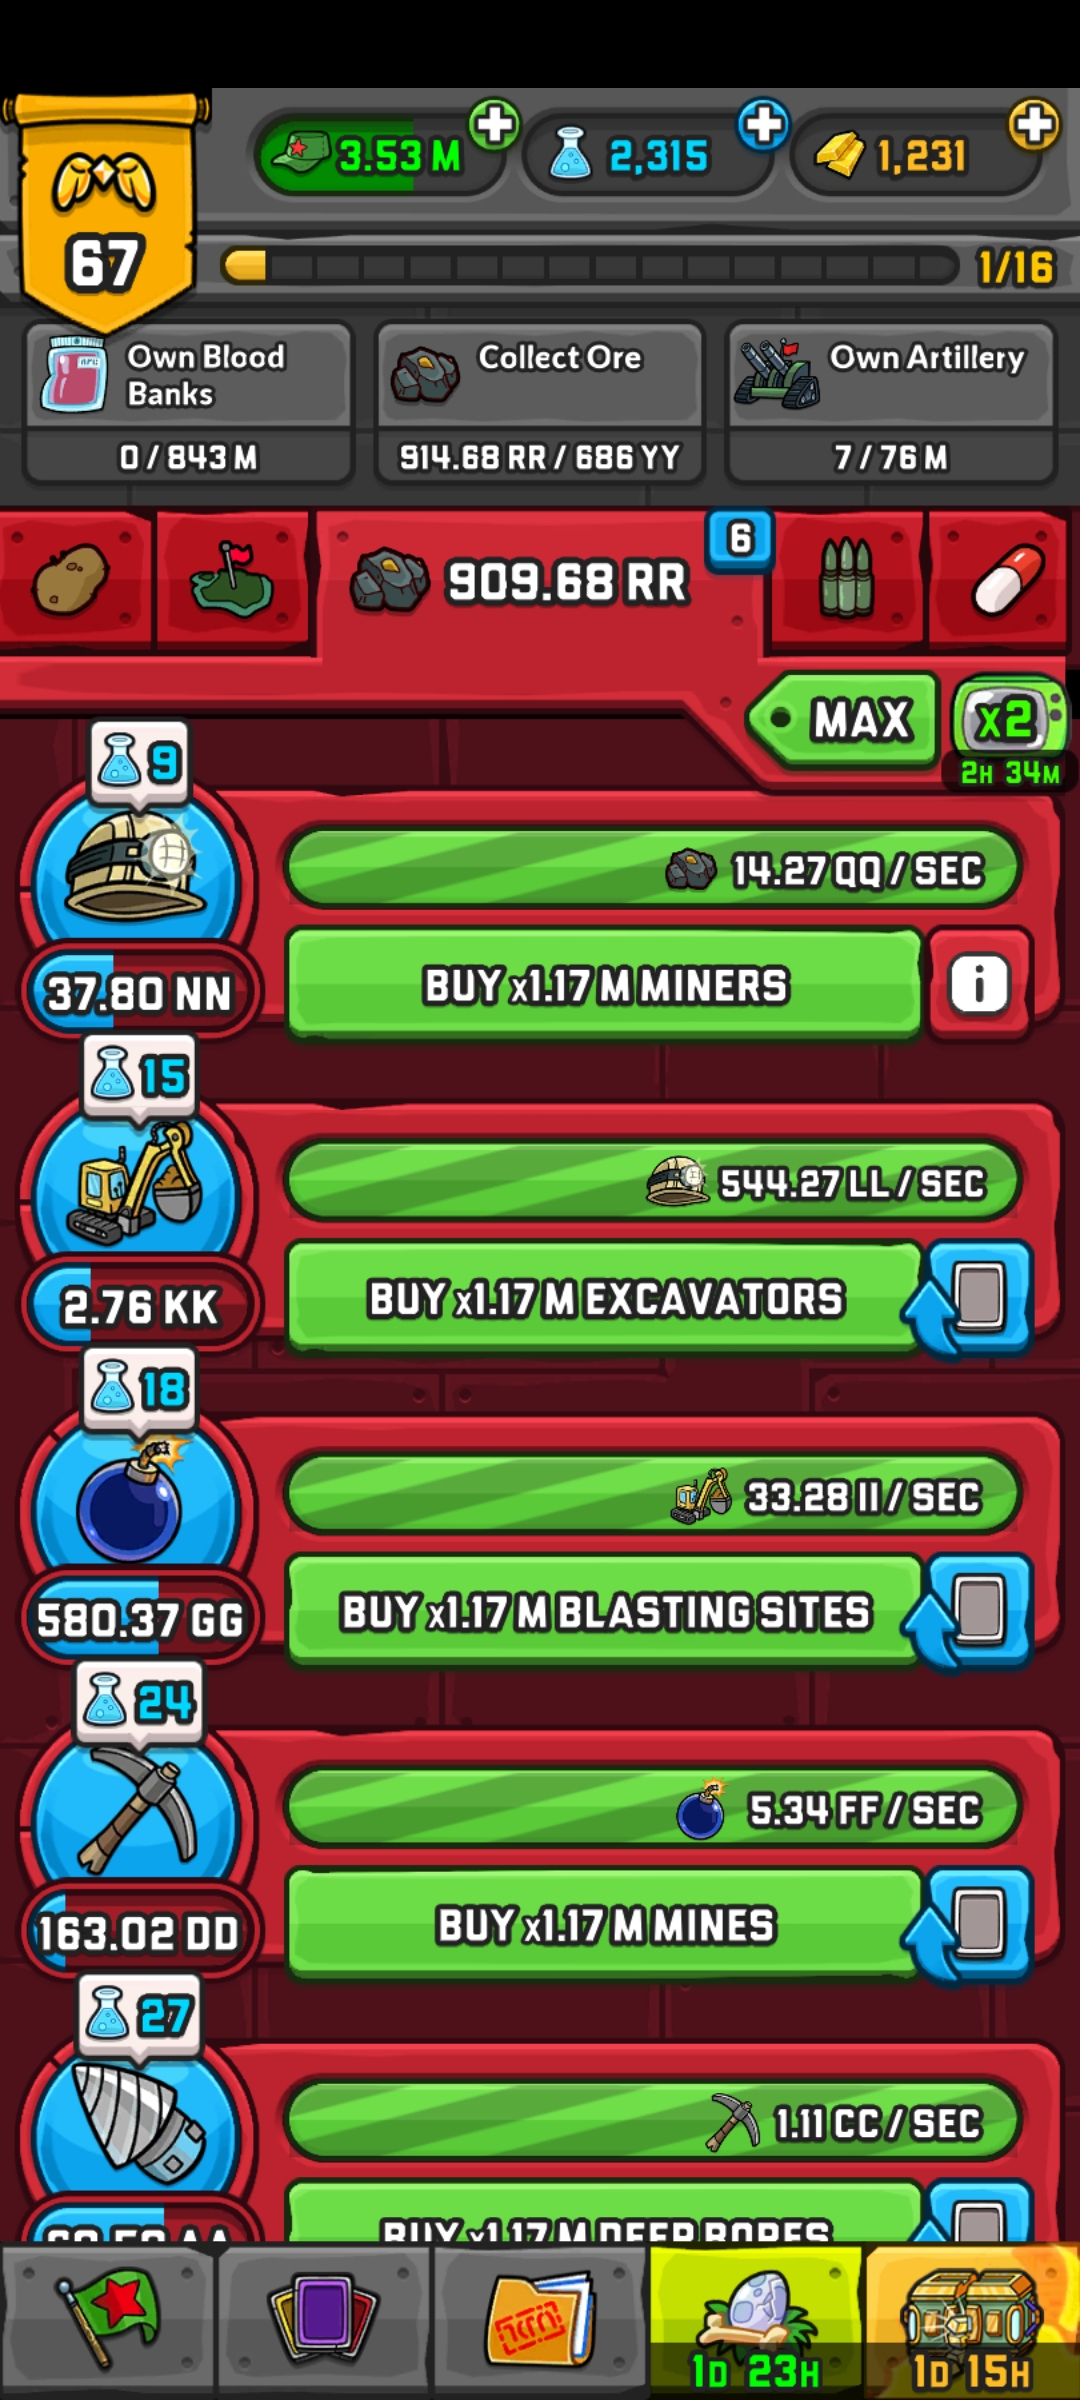 3.53 M
2,315
1,231
67
1/16
Own Blood
Banks
Collect Ore
Own Artillery
0 / 843 M
914.68 RR / 686 YY
7 / 76 M
909.68 RR
6
MAX
x2
2H 34M
9
14.27 QQ / SEC
BUY x1.17 M MINERS
i
37.80 NN
15
544.27 LL / SEC
BUY x1.17 M EXCAVATORS
2.76 KK
18
33.28 II / SEC
BUY x1.17 M BLASTING SITES
580.37 GG
24
5.34 FF / SEC
BUY x1.17 M MINES
163.02 DD
27
1.11 CC / SEC
BUY x1.17 M DEEP BORES
1D 23H
1D 15H